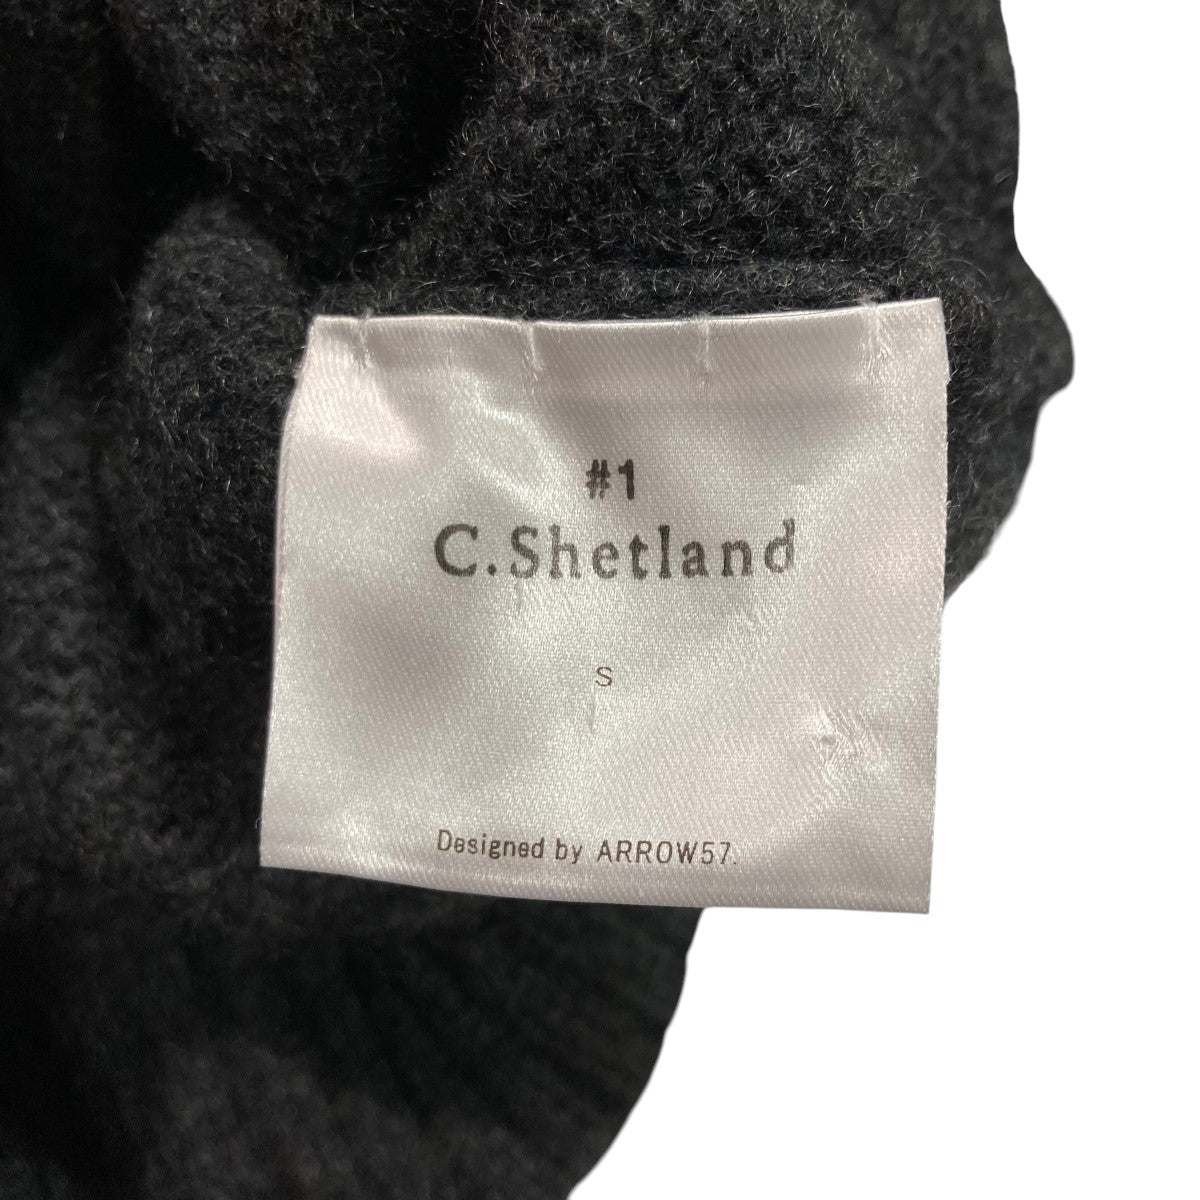 #1
C.Shetland
S
Designed by ARROW57.